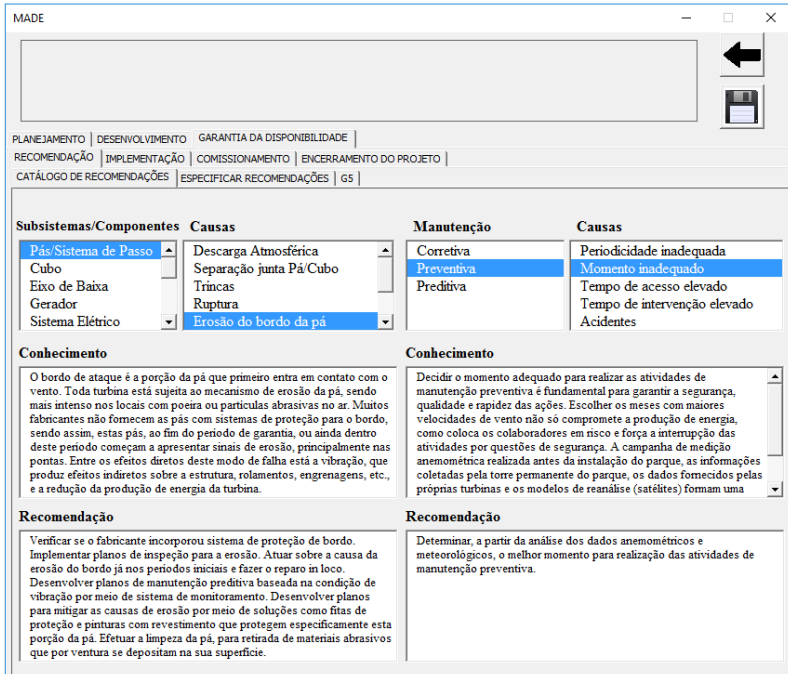 MADE
PLANEJAMENTO
DESENVOLVIMENTO
GARANTIA DA DISPONIBILIDADE
RECOMENDAÇÃO
IMPLEMENTAÇÃO
COMISSIONAMENTO
ENCERRAMENTO DO PROJETO
CATÁLOGO DE RECOMENDAÇÕES
ESPECIFICAR RECOMENDAÇÕES
G5
Subsistemas/Componentes
Pás/Sistema de Passo
Cubo
Eixo de Baixa
Gerador
Sistema Elétrico
Causas
Descarga Atmosférica
Separação junta Pá/Cubo
Trincas
Ruptura
Erosão do bordo da pá
Manutenção
Corretiva
Preventiva
Preditiva
Causas
Periodicidade inadequada
Momento inadequado
Tempo de acesso elevado
Tempo de intervenção elevado
Acidentes
Conhecimento
O bordo de ataque é a porção da pá que primeiro entra em contato com o
vento. Toda turbina está sujeita ao mecanismo de erosão da pá, sendo
mais intenso nos locais com poeira ou particulas abrasivas no ar. Muitos
fabricantes não fornecem as pás com sistemas de proteção para o bordo,
sendo assim, estas pás, ao fim do periodo de garantia, ou ainda dentro
deste periodo começam a apresentar sinais de erosão, principalmente nas
pontas. Entre os efeitos diretos deste modo de falha está a vibração, que
produz efeitos indiretos sobre a estrutura, rolamentos, engrenagens, etc.,
e a redução da produção de energia da turbina.
Conhecimento
Decidir o momento adequado para realizar as atividades de
manutenção preventiva é fundamental para garantir a segurança,
qualidade e rapidez das ações. Escolher os meses com maiores
velocidades de vento não só compromete a produção de energia,
como coloca os colaboradores em risco e força a interrupção das
atividades por questões de segurança. A campanha de medição
anemométrica realizada antes da instalação do parque, as informações
coletadas pela torre permanente do parque, os dados fornecidos pelas
próprias turbinas e os modelos de reanálise (satélites) formam uma
Recomendação
Verificar se o fabricante incorporou sistema de proteção de bordo.
Implementar planos de inspeção para a erosão. Atuar sobre a causa da
erosão do bordo já nos periodos iniciais e fazer o reparo in loco.
Desenvolver planos de manutenção preditiva baseada na condição de
vibração por meio de sistema de monitoramento. Desenvolver planos
para mitigar as causas de erosão por meio de soluções como fitas de
proteção e pinturas com revestimento que protegem especificamente esta
porção da pá. Efetuar a limpeza da pá, para retirada de materiais abrasivos
que por ventura se depositam na sua superfície.
Recomendação
Determinar, a partir da análise dos dados anemométricos e
meteorológicos, o melhor momento para realização das atividades de
manutenção preventiva.